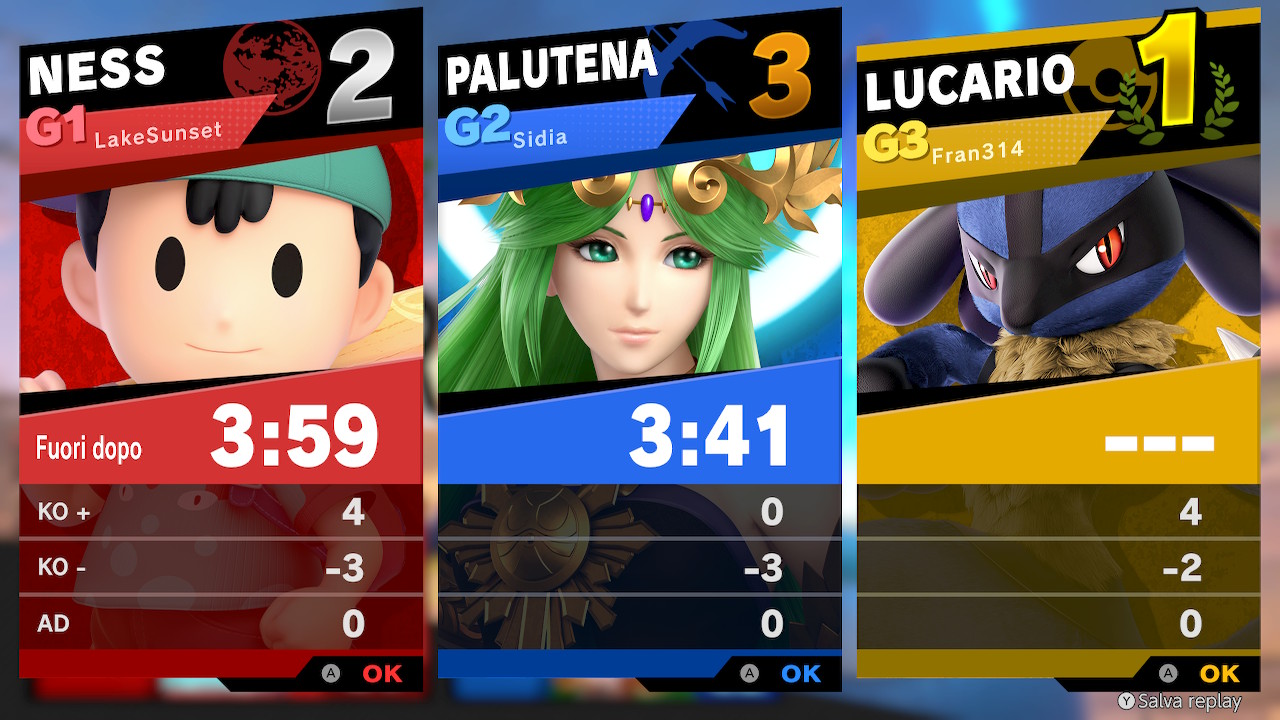 NESS 2
G1 LakeSunset
Fuori dopo 3:59
KO + 4
KO - -3
AD 0
A OK
PALUTENA 3
G2 Sidia
3:41
0
-3
0
A OK
LUCARIO 1
G3 Fran314
---
4
-2
0
A OK
Y Salva replay